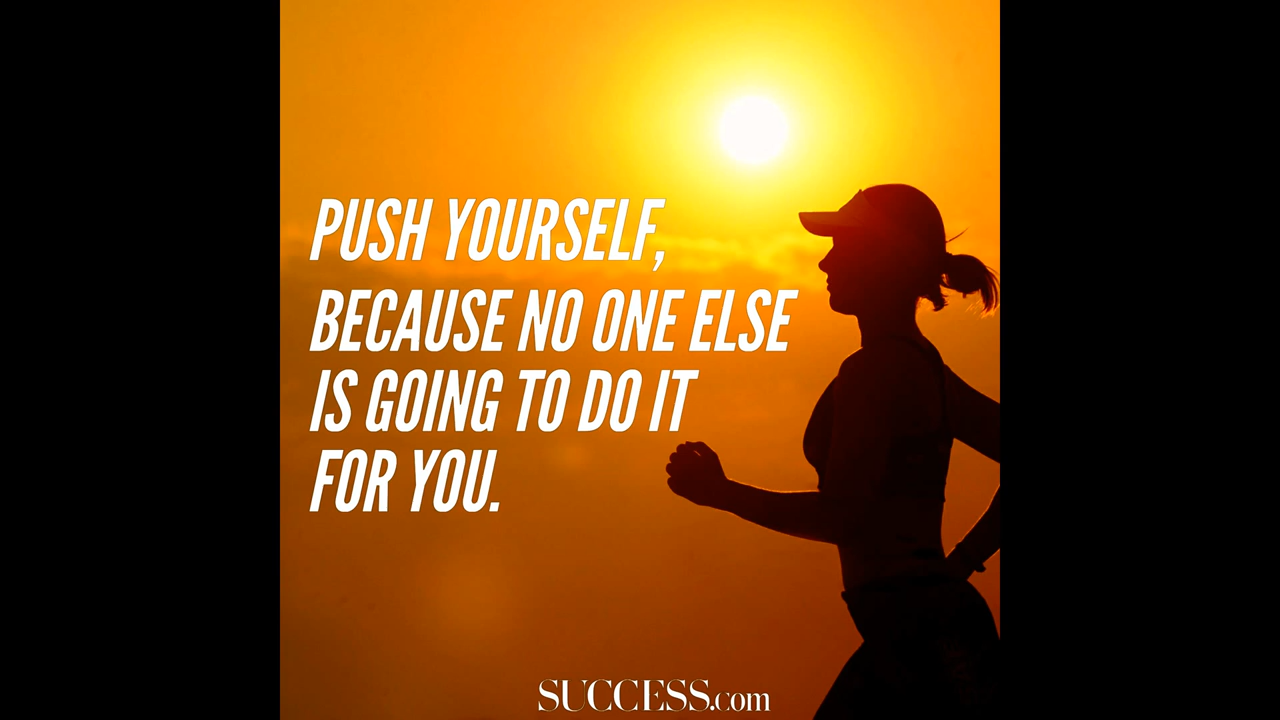 PUSH YOURSELF,
BECAUSE NO ONE ELSE
IS GOING TO DO IT
FOR YOU.
SUCCESS.com